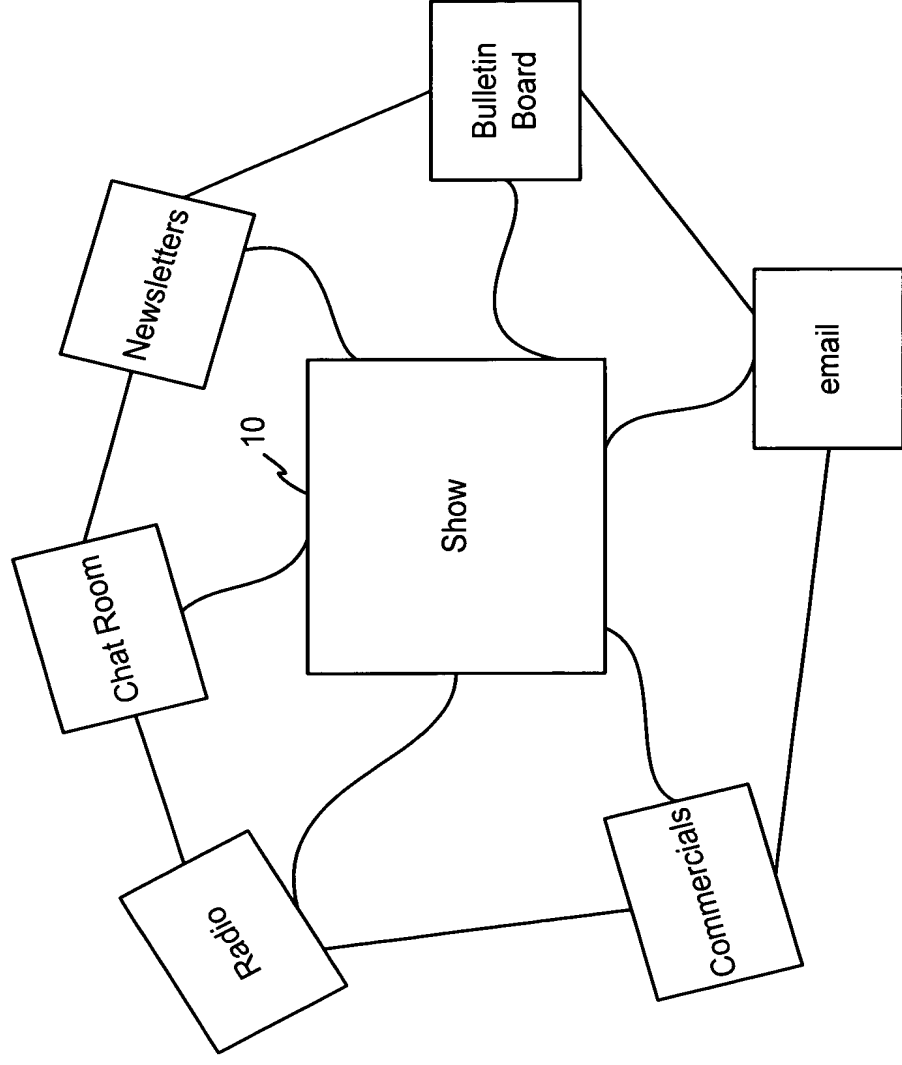 Radio
Chat Room
Newsletters
Bulletin
Board
10
Show
Commercials
email